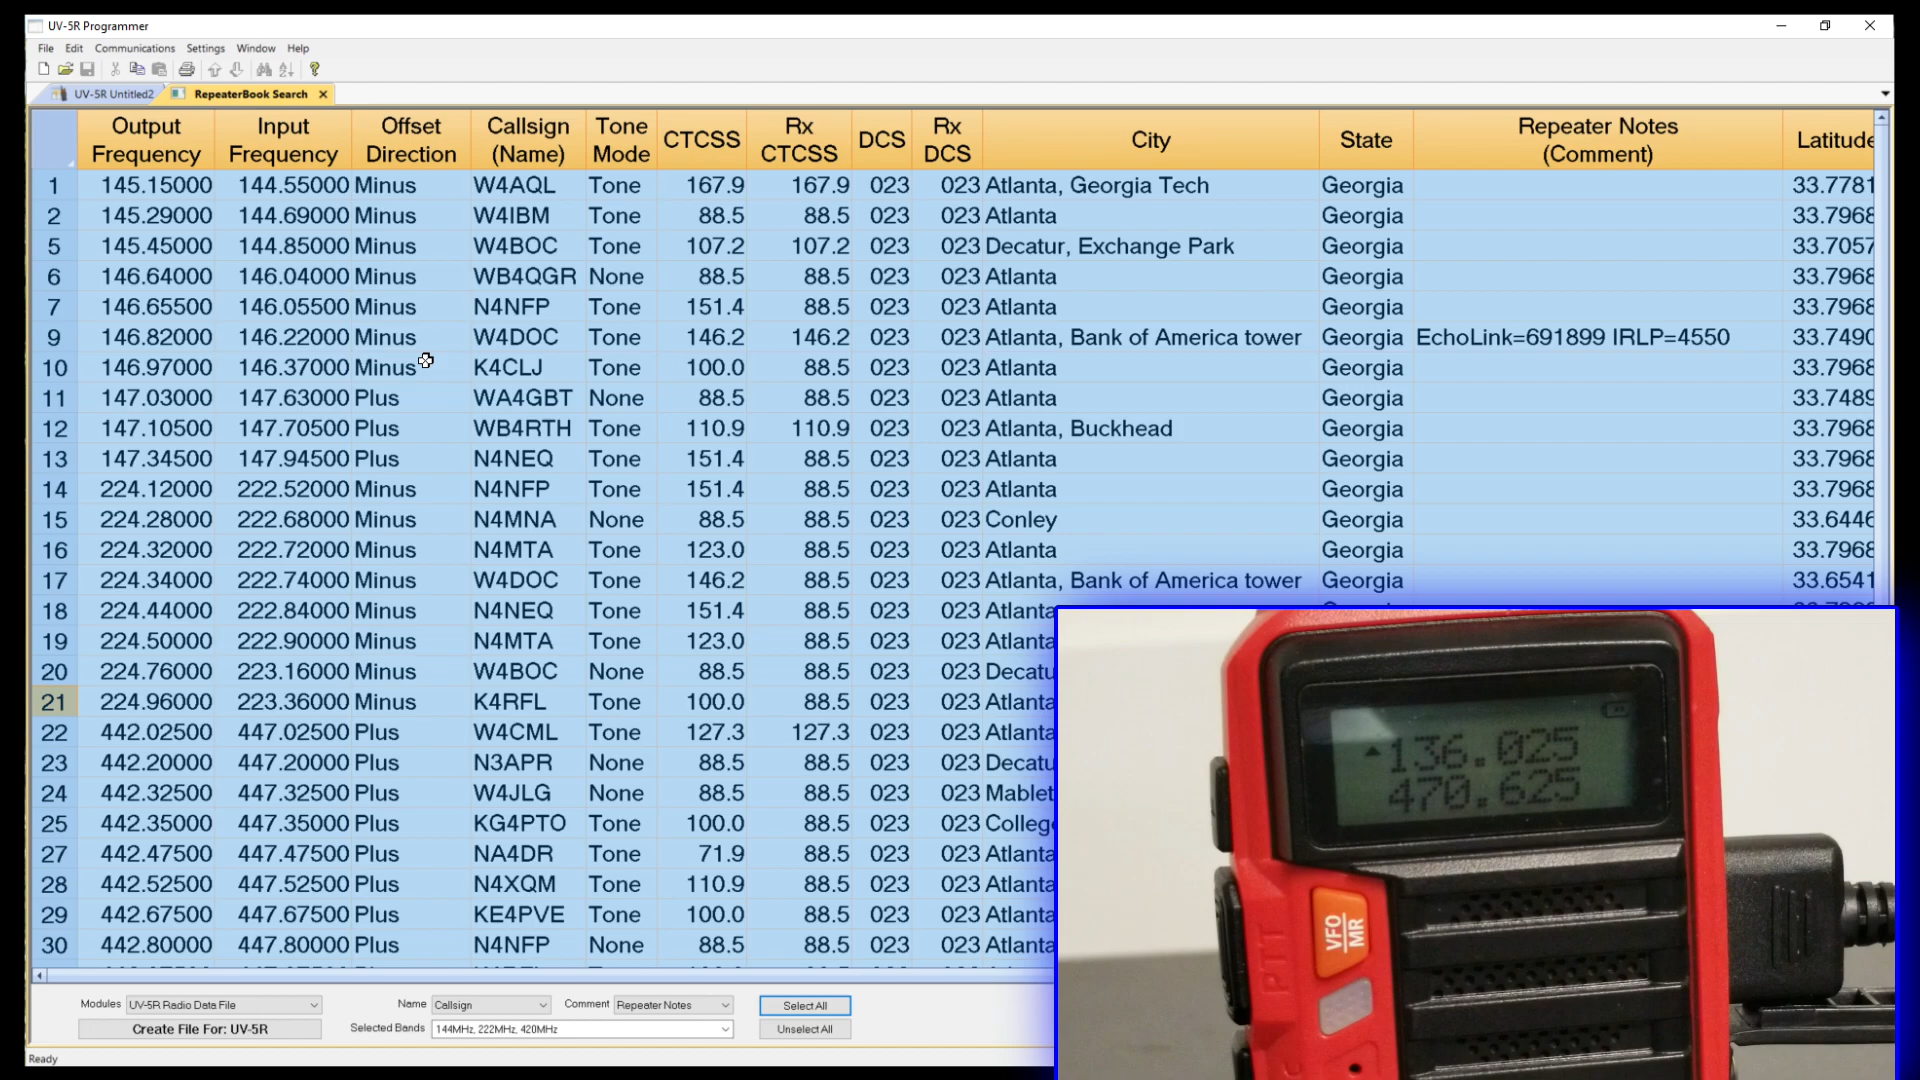 UV-5R Programmer
File Edit Communications Settings Window Help
UV-5R Untitled2 RepeaterBook Search
Output Frequency Input Frequency Offset Direction Callsign (Name) Tone Mode CTCSS Rx CTCSS DCS Rx DCS City State Repeater Notes (Comment) Latitude
1 145.15000 144.55000 Minus W4AQL Tone 167.9 167.9 023 023 Atlanta, Georgia Tech Georgia 33.7781
2 145.29000 144.69000 Minus W4IBM Tone 88.5 88.5 023 023 Atlanta Georgia 33.7968
5 145.45000 144.85000 Minus W4BOC Tone 107.2 107.2 023 023 Decatur, Exchange Park Georgia 33.7057
6 146.64000 146.04000 Minus WB4QGR None 88.5 88.5 023 023 Atlanta Georgia 33.7968
7 146.65500 146.05500 Minus N4NFP Tone 151.4 88.5 023 023 Atlanta Georgia 33.7968
9 146.82000 146.22000 Minus W4DOC Tone 146.2 146.2 023 023 Atlanta, Bank of America tower Georgia EchoLink=691899 IRLP=4550 33.7490
10 146.97000 146.37000 Minus K4CLJ Tone 100.0 88.5 023 023 Atlanta Georgia 33.7968
11 147.03000 147.63000 Plus WA4GBT None 88.5 88.5 023 023 Atlanta Georgia 33.7489
12 147.10500 147.70500 Plus WB4RTH Tone 110.9 110.9 023 023 Atlanta, Buckhead Georgia 33.7968
13 147.34500 147.94500 Plus N4NEQ Tone 151.4 88.5 023 023 Atlanta Georgia 33.7968
14 224.12000 222.52000 Minus N4NFP Tone 151.4 88.5 023 023 Atlanta Georgia 33.7968
15 224.28000 222.68000 Minus N4MNA None 88.5 88.5 023 023 Conley Georgia 33.6446
16 224.32000 222.72000 Minus N4MTA Tone 123.0 88.5 023 023 Atlanta Georgia 33.7968
17 224.34000 222.74000 Minus W4DOC Tone 146.2 88.5 023 023 Atlanta, Bank of America tower Georgia 33.6541
18 224.44000 222.84000 Minus N4NEQ Tone 151.4 88.5 023 023 Atlanta
19 224.50000 222.90000 Minus N4MTA Tone 123.0 88.5 023 023 Atlanta
20 224.76000 223.16000 Minus W4BOC None 88.5 88.5 023 023 Decatu
21 224.96000 223.36000 Minus K4RFL Tone 100.0 88.5 023 023 Atlanta
22 442.02500 447.02500 Plus W4CML Tone 127.3 127.3 023 023 Atlanta
23 442.20000 447.20000 Plus N3APR None 88.5 88.5 023 023 Decatu
24 442.32500 447.32500 Plus W4JLG None 88.5 88.5 023 023 Mablet
25 442.35000 447.35000 Plus KG4PTO Tone 100.0 88.5 023 023 College
27 442.47500 447.47500 Plus NA4DR Tone 71.9 88.5 023 023 Atlanta
28 442.52500 447.52500 Plus N4XQM Tone 110.9 88.5 023 023 Atlanta
29 442.67500 447.67500 Plus KE4PVE Tone 100.0 88.5 023 023 Atlanta
30 442.80000 447.80000 Plus N4NFP None 88.5 88.5 023 023 Atlanta
Modules UV-5R Radio Data File Name Callsign Comment Repeater Notes Select All
Create File For: UV-5R Selected Bands 144MHz, 222MHz, 420MHz Unselect All
Ready
136.025
470.625
VFO
MR
PTT